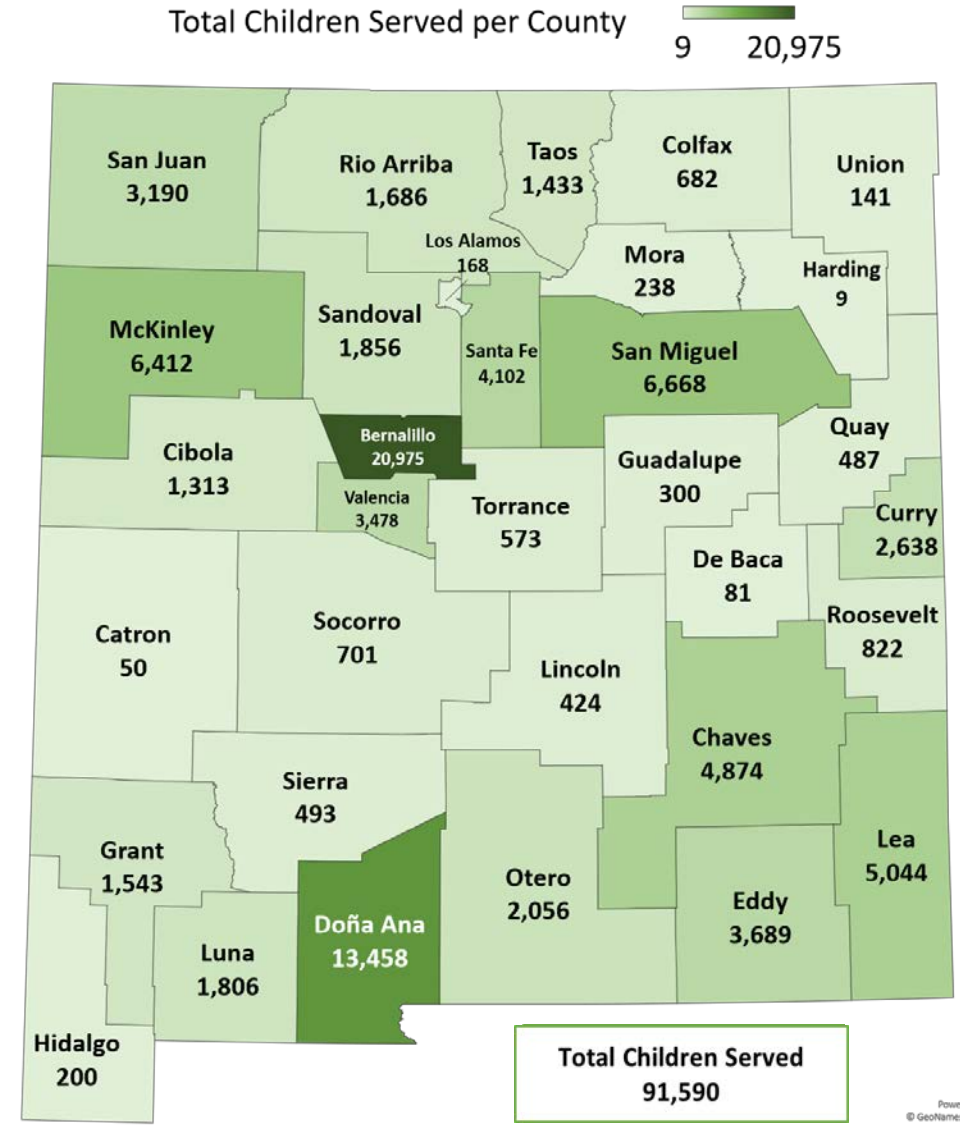 Total Children Served per County
9 20,975
San Juan
3,190
Rio Arriba
1,686
Taos
1,433
Colfax
682
Union
141
Los Alamos
168
Mora
238
Harding
9
McKinley
6,412
Sandoval
1,856
Santa Fe
4,102
San Miguel
6,668
Cibola
1,313
Bernalillo
20,975
Valencia
3,478
Torrance
573
Guadalupe
300
Quay
487
Curry
2,638
De Baca
81
Roosevelt
822
Catron
50
Socorro
701
Lincoln
424
Chaves
4,874
Sierra
493
Grant
1,543
Lea
5,044
Otero
2,056
Eddy
3,689
Doña Ana
13,458
Luna
1,806
Hidalgo
200
Total Children Served
91,590
Powe
© GeoNames